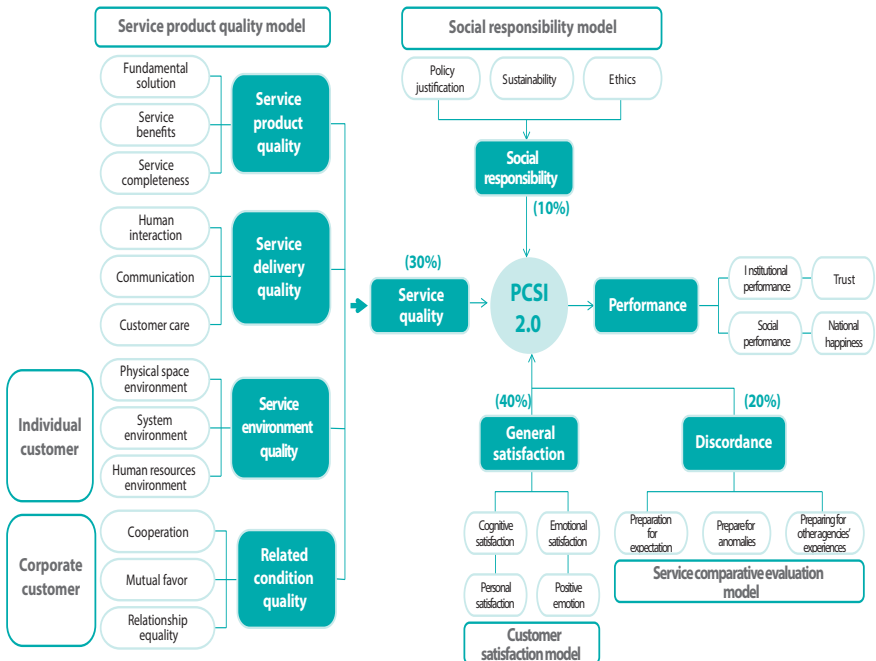 Service product quality model
Fundamental
solution
Service
benefits
Service
completeness
Service
product
quality
Human
interaction
Communication
Customer care
Service
delivery
quality
Individual
customer
Physical space
environment
System
environment
Human resources
environment
Service
environment
quality
Corporate
customer
Cooperation
Mutual favor
Relationship
equality
Related
condition
quality
(30%)
Service
quality
Social responsibility model
Policy
justification
Sustainability
Ethics
Social
responsibility
(10%)
PCSI
2.0
Performance
Institutional
performance
Trust
Social
performance
National
happiness
(40%)
General
satisfaction
Cognitive
satisfaction
Emotional
satisfaction
Personal
satisfaction
Positive
emotion
Customer
satisfaction model
(20%)
Discordance
Preparation
for
expectation
Prepare for
anomalies
Preparing for
other agencies'
experiences
Service comparative evaluation
model